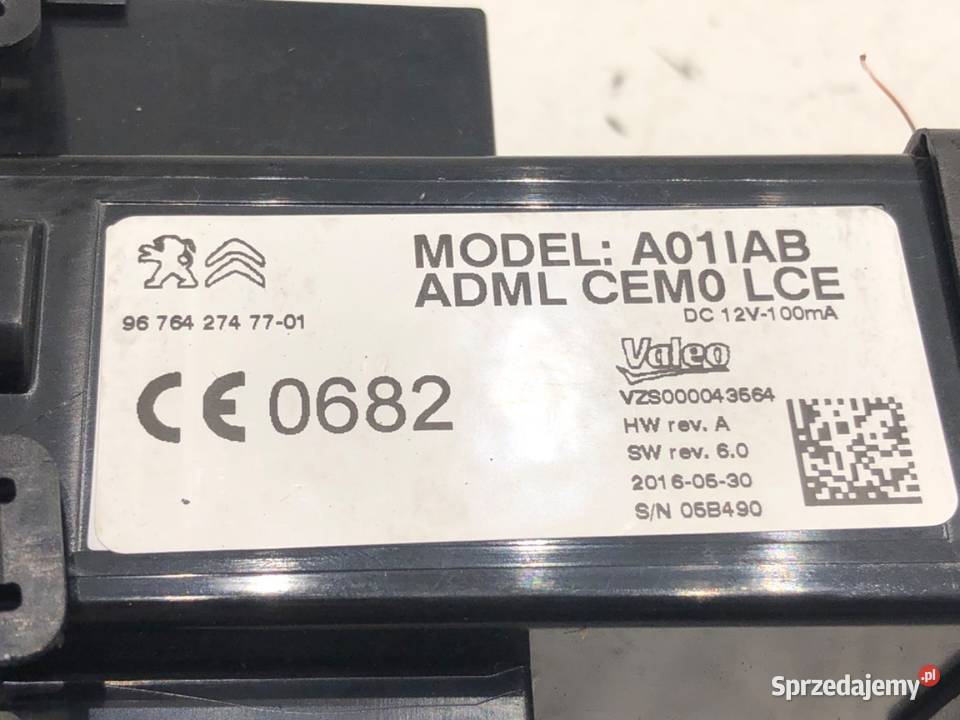 MODEL: A01IAB
ADML CEM0 LCE
DC 12V-100mA
96 764 274 77-01
CE 0682
Valeo
VZS000043564
HW rev. A
SW rev. 6.0
2016-05-30
S/N 05B490
Sprzedajemy.pl